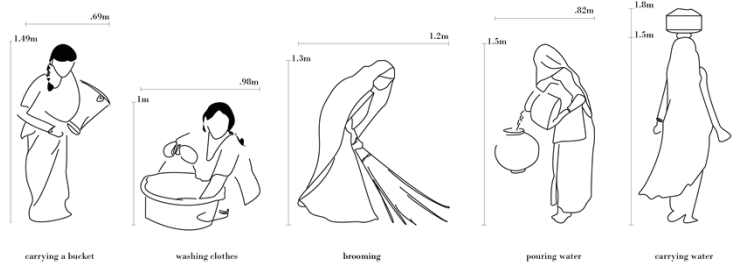 .69m
1.49m
.98m
1m
1.2m
1.3m
.82m
1.5m
1.8m
1.5m
carrying a bucket
washing clothes
brooming
pouring water
carrying water